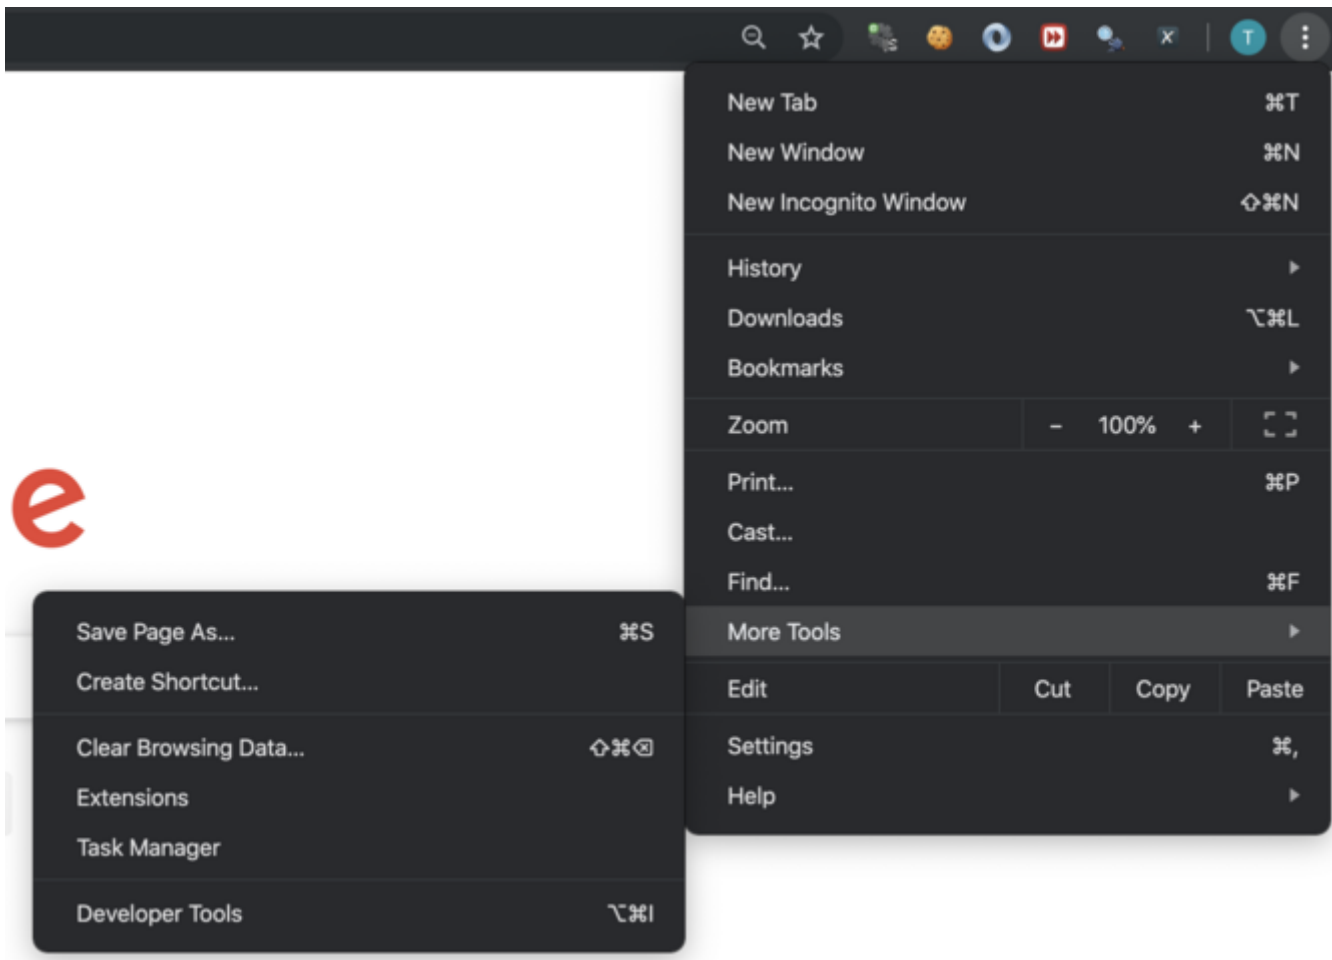 T
New Tab ⌘T
New Window ⌘N
New Incognito Window ⇧⌘N
History
Downloads ⌥⌘L
Bookmarks
Zoom - 100% +
Print... ⌘P
Cast...
Find... ⌘F
More Tools
Edit Cut Copy Paste
Settings ⌘,
Help
e
Save Page As... ⌘S
Create Shortcut...
Clear Browsing Data... ⇧⌘⌫
Extensions
Task Manager
Developer Tools ⌥⌘I